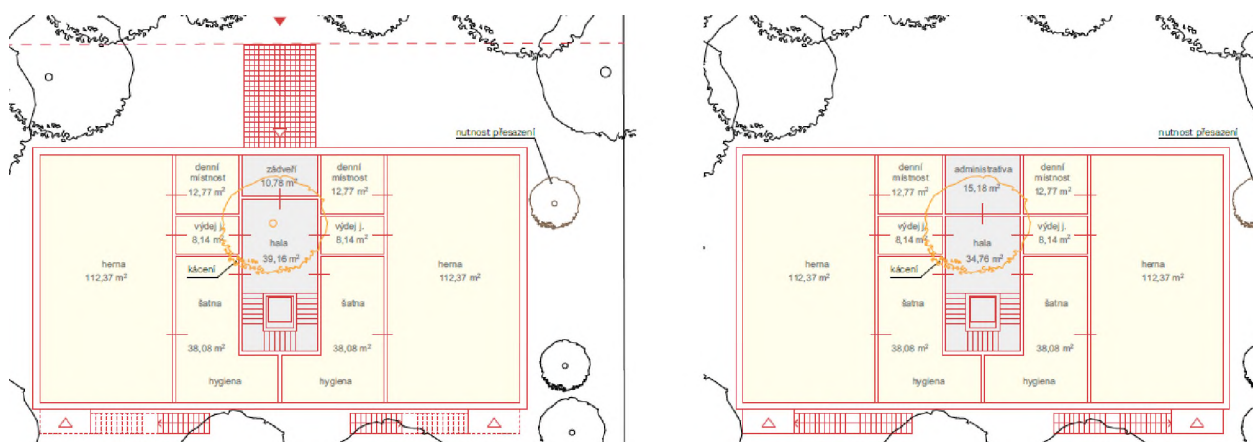 nutnost přesazení
denní
místnost
12,77 m²
zádveří
10,78 m²
denní
místnost
12,77 m²
výdej j.
8,14 m²
výdej j.
8,14 m²
hala
39,16 m²
herna
112,37 m²
kácení
herna
112,37 m²
šatna
38,08 m²
šatna
38,08 m²
hygiena
hygiena
nutnost přesazení
denní
místnost
12,77 m²
administrativa
15,18 m²
denní
místnost
12,77 m²
výdej j.
8,14 m²
výdej j.
8,14 m²
hala
34,76 m²
herna
112,37 m²
kácení
herna
112,37 m²
šatna
38,08 m²
šatna
38,08 m²
hygiena
hygiena